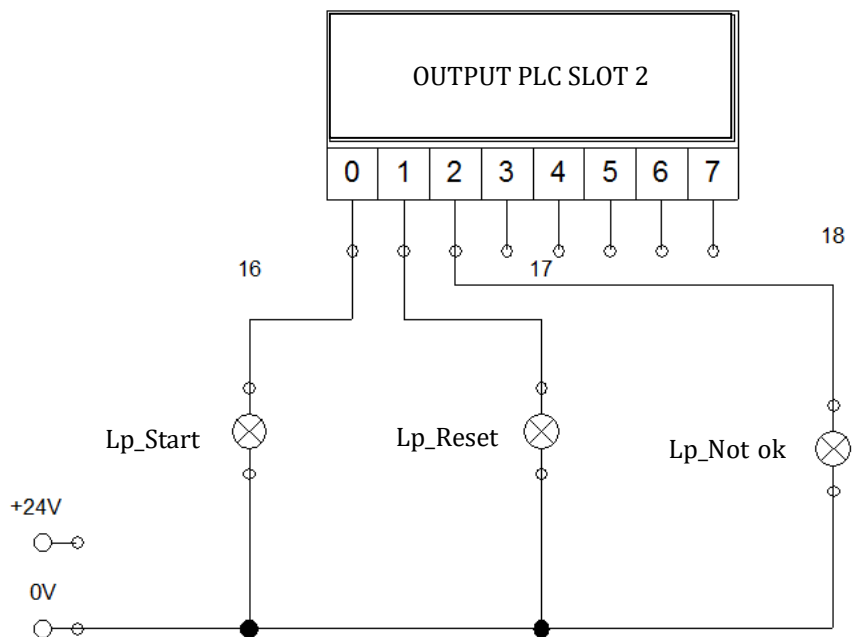 OUTPUT PLC SLOT 2
0 1 2 3 4 5 6 7
18
16 17
Lp_Start Lp_Reset Lp_Not ok
+24V
0V